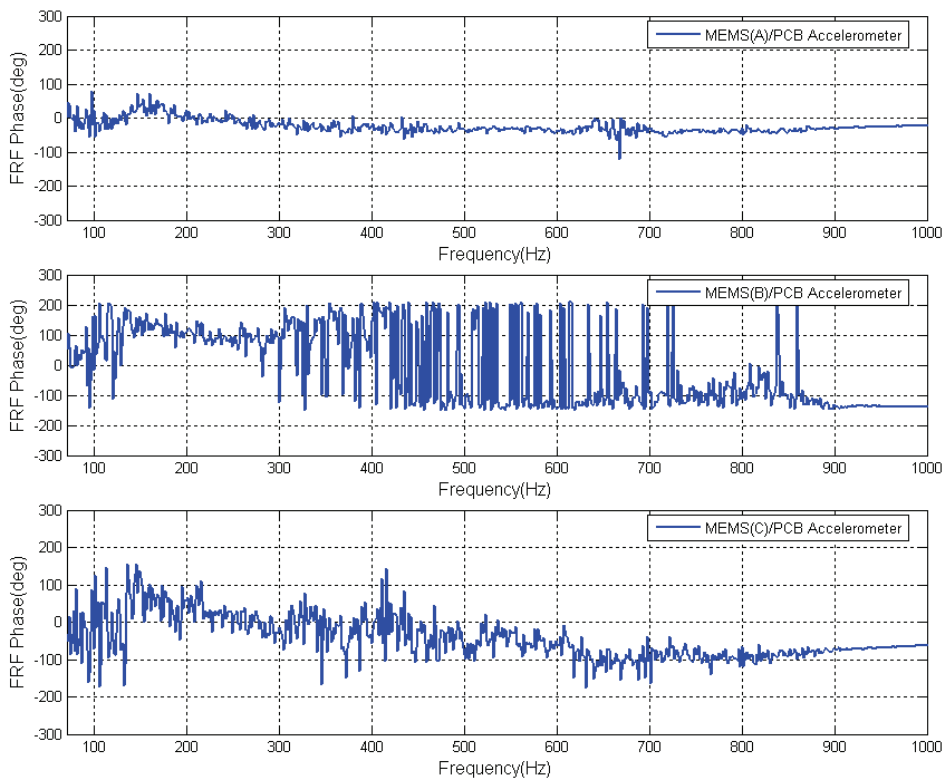 300
200
100
0
-100
-200
-300
FRF Phase(deg)
MEMS(A)/PCB Accelerometer
100 200 300 400 500 600 700 800 900 1000
Frequency(Hz)
300
200
100
0
-100
-200
-300
FRF Phase(deg)
MEMS(B)/PCB Accelerometer
100 200 300 400 500 600 700 800 900 1000
Frequency(Hz)
300
200
100
0
-100
-200
-300
FRF Phase(deg)
MEMS(C)/PCB Accelerometer
100 200 300 400 500 600 700 800 900 1000
Frequency(Hz)